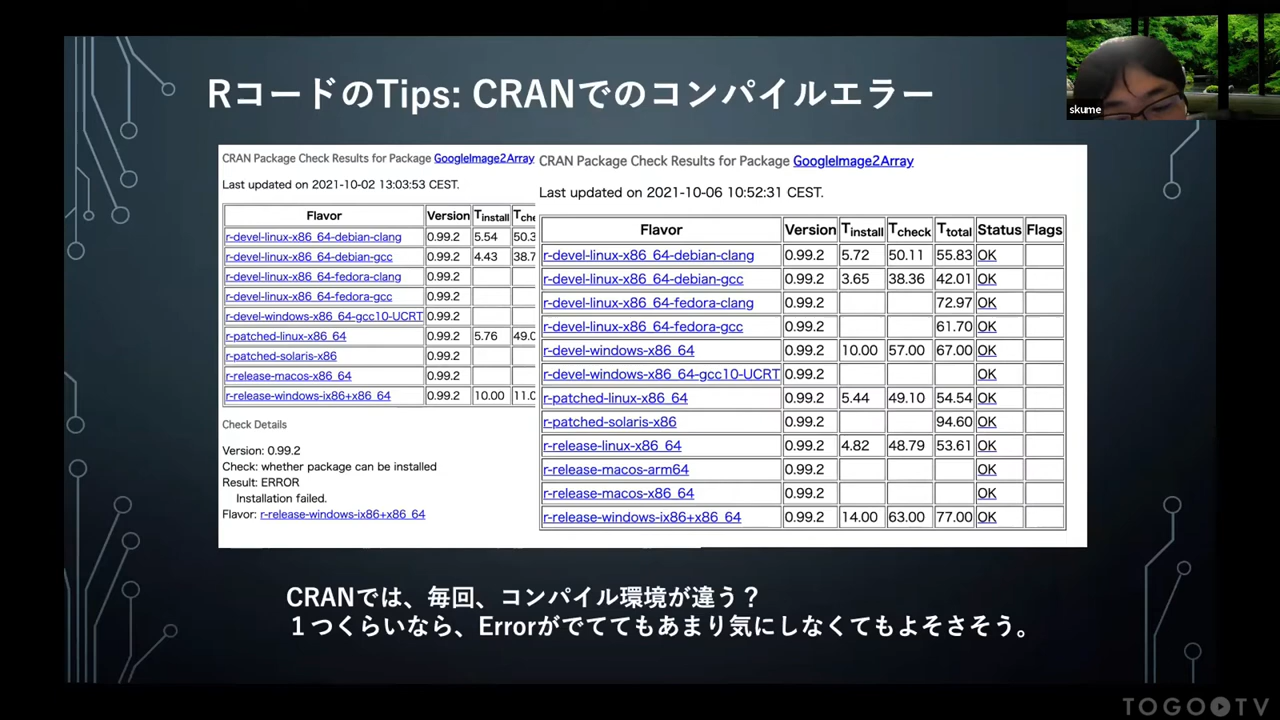 RコードのTips: CRANでのコンパイルエラー
skume
CRAN Package Check Results for Package GoogleImage2Array
Last updated on 2021-10-02 13:03:53 CEST.
Flavor Version Tinstall Tche
r-devel-linux-x86_64-debian-clang 0.99.2 5.54 50.3
r-devel-linux-x86_64-debian-gcc 0.99.2 4.43 38.7
r-devel-linux-x86_64-fedora-clang 0.99.2
r-devel-linux-x86_64-fedora-gcc 0.99.2
r-devel-windows-x86_64-gcc10-UCRT 0.99.2
r-patched-linux-x86_64 0.99.2 5.76 49.0
r-patched-solaris-x86 0.99.2
r-release-macos-x86_64 0.99.2
r-release-windows-ix86+x86_64 0.99.2 10.00 11.0
Check Details
Version: 0.99.2
Check: whether package can be installed
Result: ERROR
Installation failed.
Flavor: r-release-windows-ix86+x86_64
CRAN Package Check Results for Package GoogleImage2Array
Last updated on 2021-10-06 10:52:31 CEST.
Flavor Version Tinstall Tcheck Ttotal Status Flags
r-devel-linux-x86_64-debian-clang 0.99.2 5.72 50.11 55.83 OK
r-devel-linux-x86_64-debian-gcc 0.99.2 3.65 38.36 42.01 OK
r-devel-linux-x86_64-fedora-clang 0.99.2 72.97 OK
r-devel-linux-x86_64-fedora-gcc 0.99.2 61.70 OK
r-devel-windows-x86_64 0.99.2 10.00 57.00 67.00 OK
r-devel-windows-x86_64-gcc10-UCRT 0.99.2 OK
r-patched-linux-x86_64 0.99.2 5.44 49.10 54.54 OK
r-patched-solaris-x86 0.99.2 94.60 OK
r-release-linux-x86_64 0.99.2 4.82 48.79 53.61 OK
r-release-macos-arm64 0.99.2 OK
r-release-macos-x86_64 0.99.2 OK
r-release-windows-ix86+x86_64 0.99.2 14.00 63.00 77.00 OK
CRANでは、毎回、コンパイル環境が違う？
１つくらいなら、Errorがでててもあまり気にしなくてもよそさそう。
TOGO TV